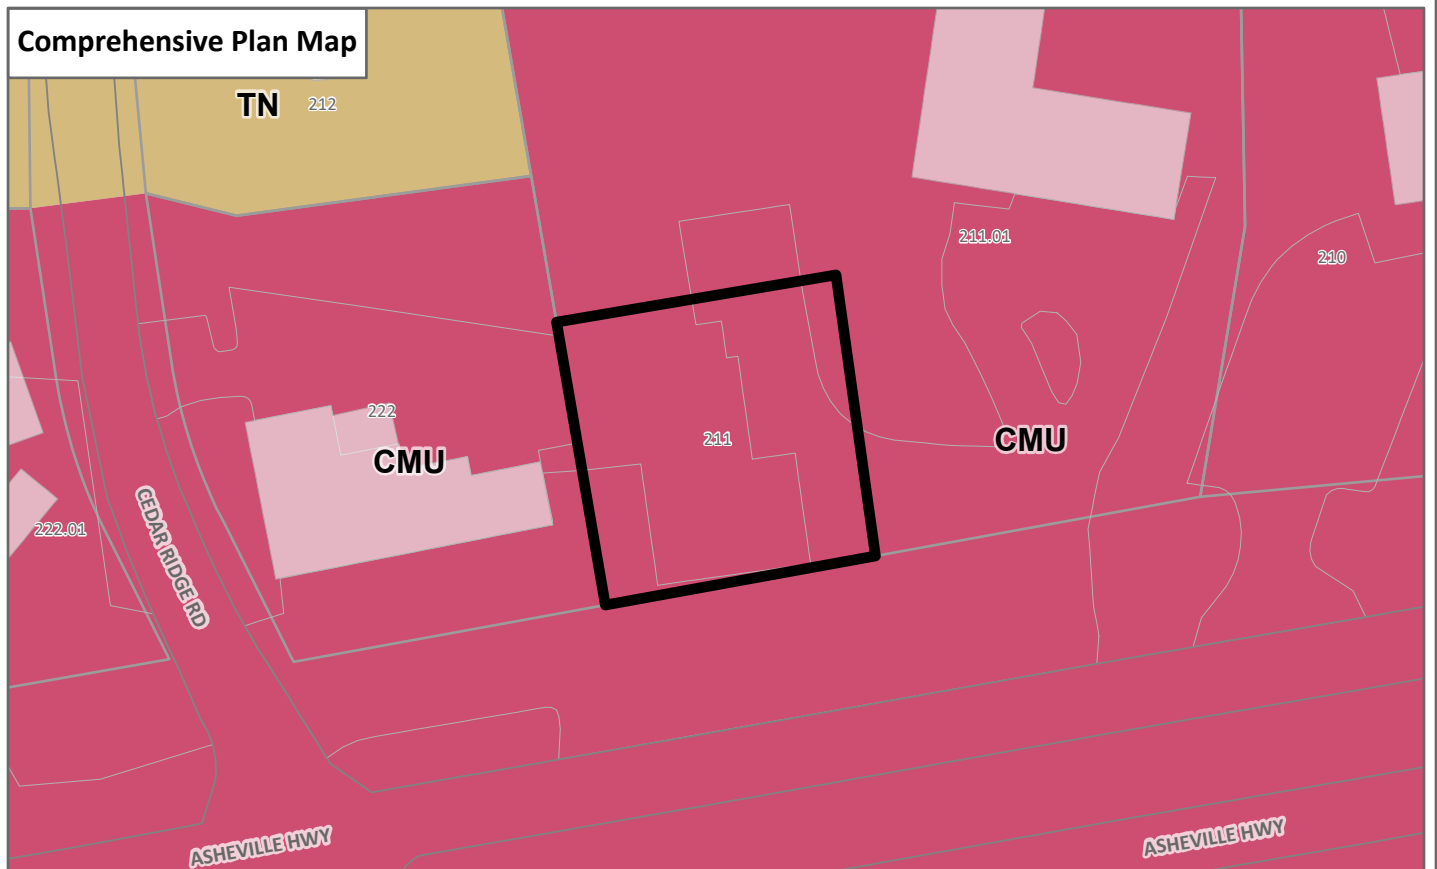 Comprehensive Plan Map
TN
212
211.01
210
222
CMU
211
CMU
222.01
CEDAR RIDGE RD
ASHEVILLE HWY
ASHEVILLE HWY